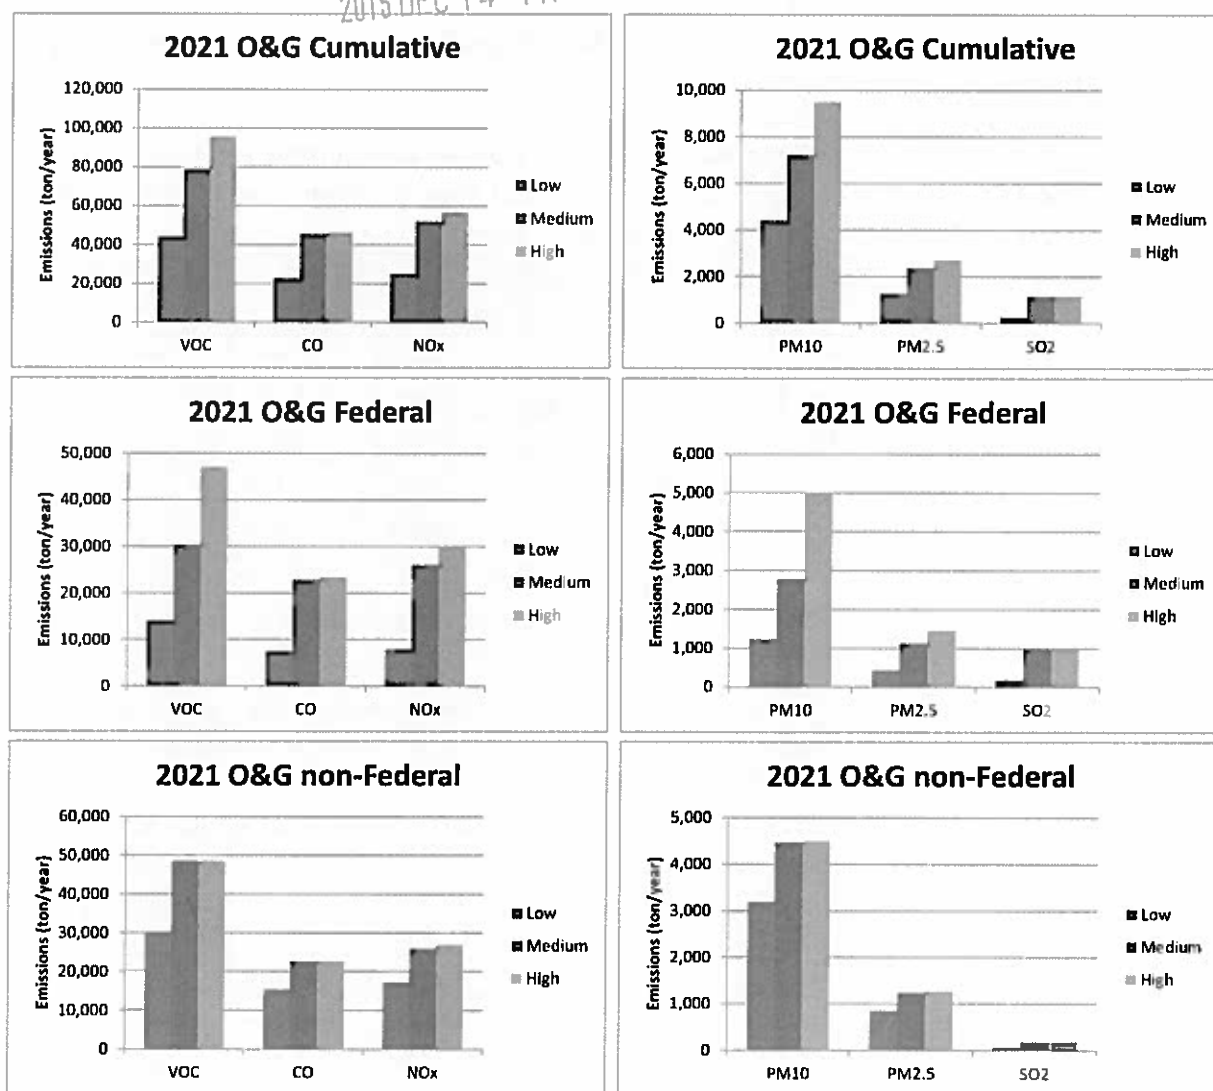 2015 DEC
2021 O&G Cumulative
Emissions (ton/year)
120,000
100,000
80,000
60,000
40,000
20,000
0
VOC CO NOx
Low
Medium
High
2021 O&G Cumulative
Emissions (ton/year)
10,000
8,000
6,000
4,000
2,000
0
PM10 PM2.5 SO2
Low
Medium
High
2021 O&G Federal
Emissions (ton/year)
50,000
40,000
30,000
20,000
10,000
0
VOC CO NOx
Low
Medium
High
2021 O&G Federal
Emissions (ton/year)
6,000
5,000
4,000
3,000
2,000
1,000
0
PM10 PM2.5 SO2
Low
Medium
High
2021 O&G non-Federal
Emissions (ton/year)
60,000
50,000
40,000
30,000
20,000
10,000
0
VOC CO NOx
Low
Medium
High
2021 O&G non-Federal
Emissions (ton/year)
5,000
4,000
3,000
2,000
1,000
0
PM10 PM2.5 SO2
Low
Medium
High